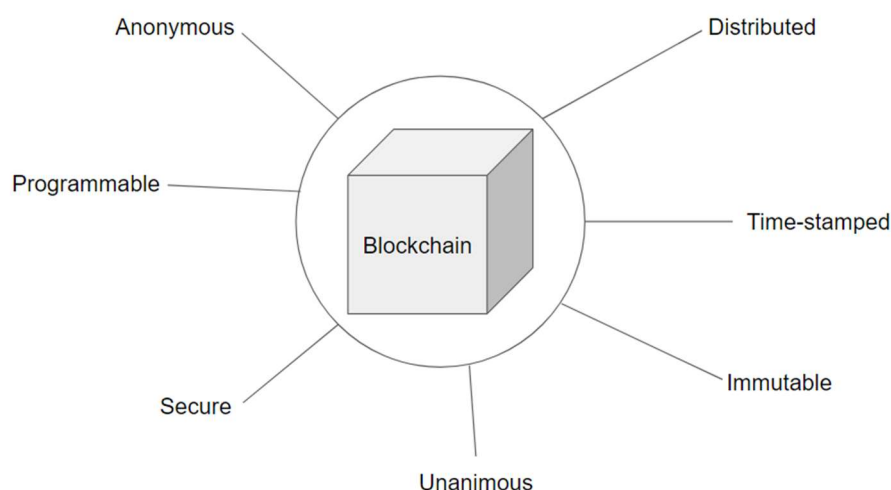 Anonymous
Distributed
Programmable
Time-stamped
Blockchain
Immutable
Secure
Unanimous